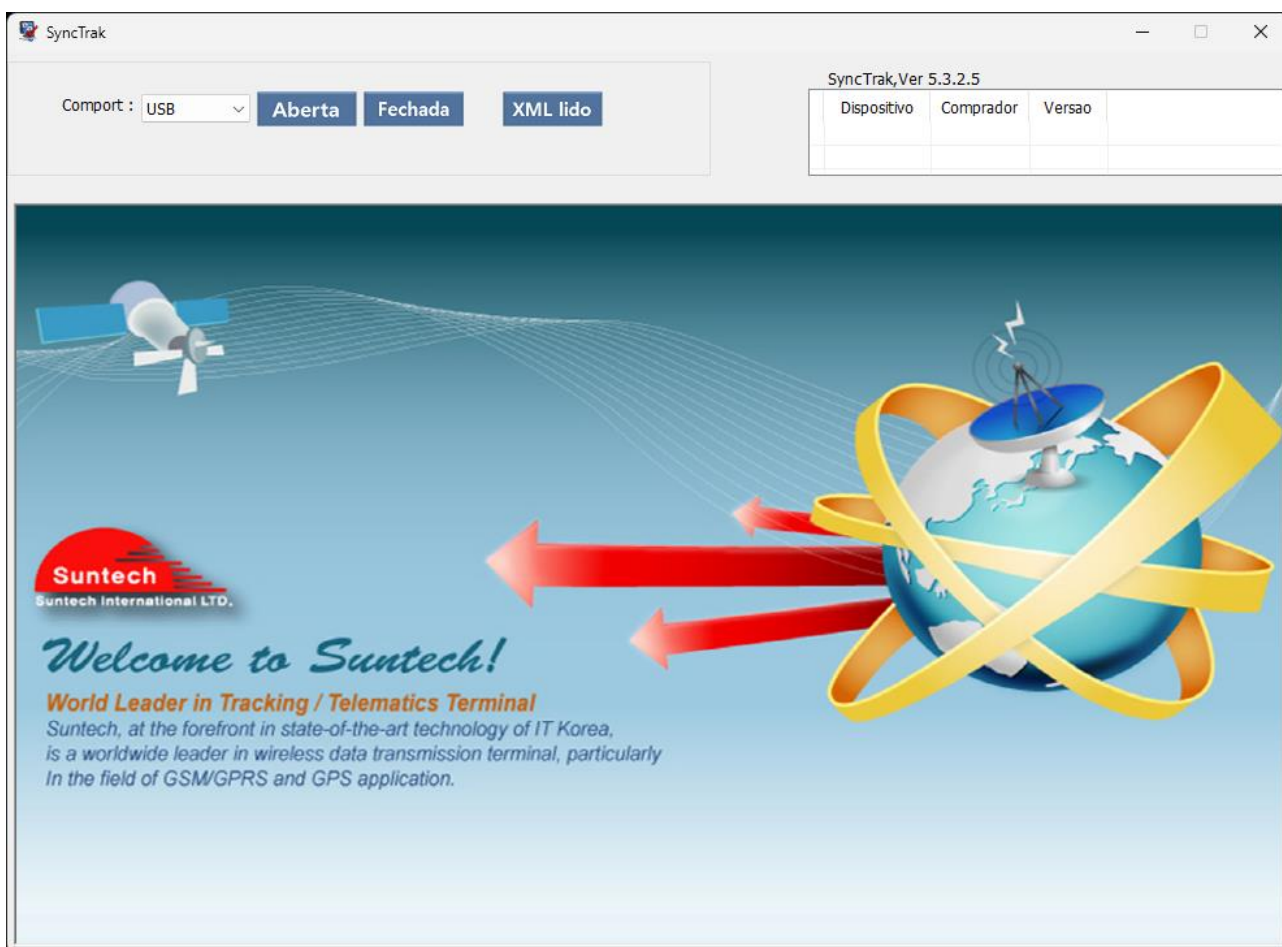 SyncTrak
Comport :
USB
Aberta
Fechada
XML lido
SyncTrak,Ver 5.3.2.5
Dispositivo Comprador Versao
Suntech
Suntech International LTD.
Welcome to Suntech!
World Leader in Tracking / Telematics Terminal
Suntech, at the forefront in state-of-the-art technology of IT Korea,
is a worldwide leader in wireless data transmission terminal, particularly
In the field of GSM/GPRS and GPS application.